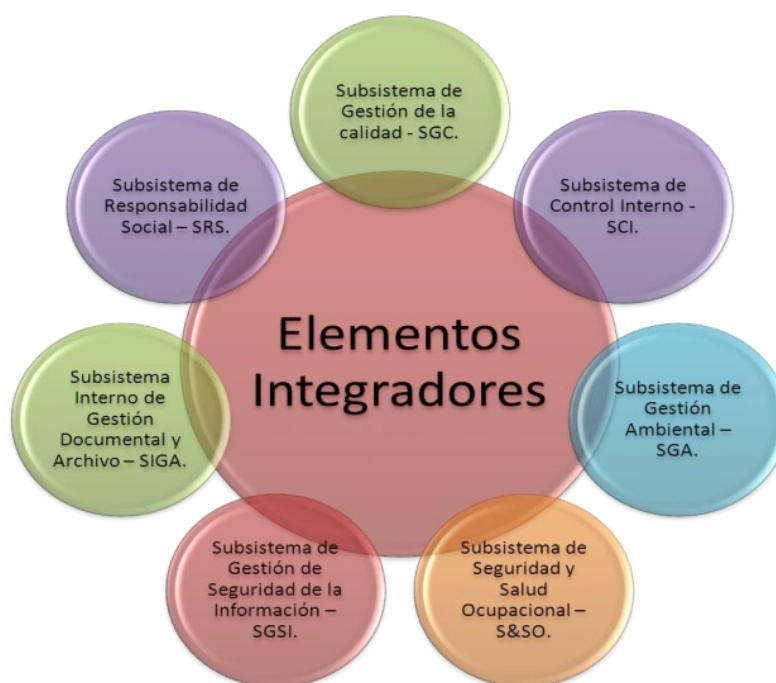 Subsistema de
Gestión de la
calidad - SGC.
Subsistema de
Responsabilidad
Social – SRS.
Subsistema de
Control Interno -
SCI.
Elementos
Integradores
Subsistema
Interno de
Gestión
Documental y
Archivo – SIGA.
Subsistema de
Gestión
Ambiental –
SGA.
Subsistema de
Gestión de
Seguridad de la
Información –
SGSI.
Subsistema de
Seguridad y
Salud
Ocupacional –
S&SO.